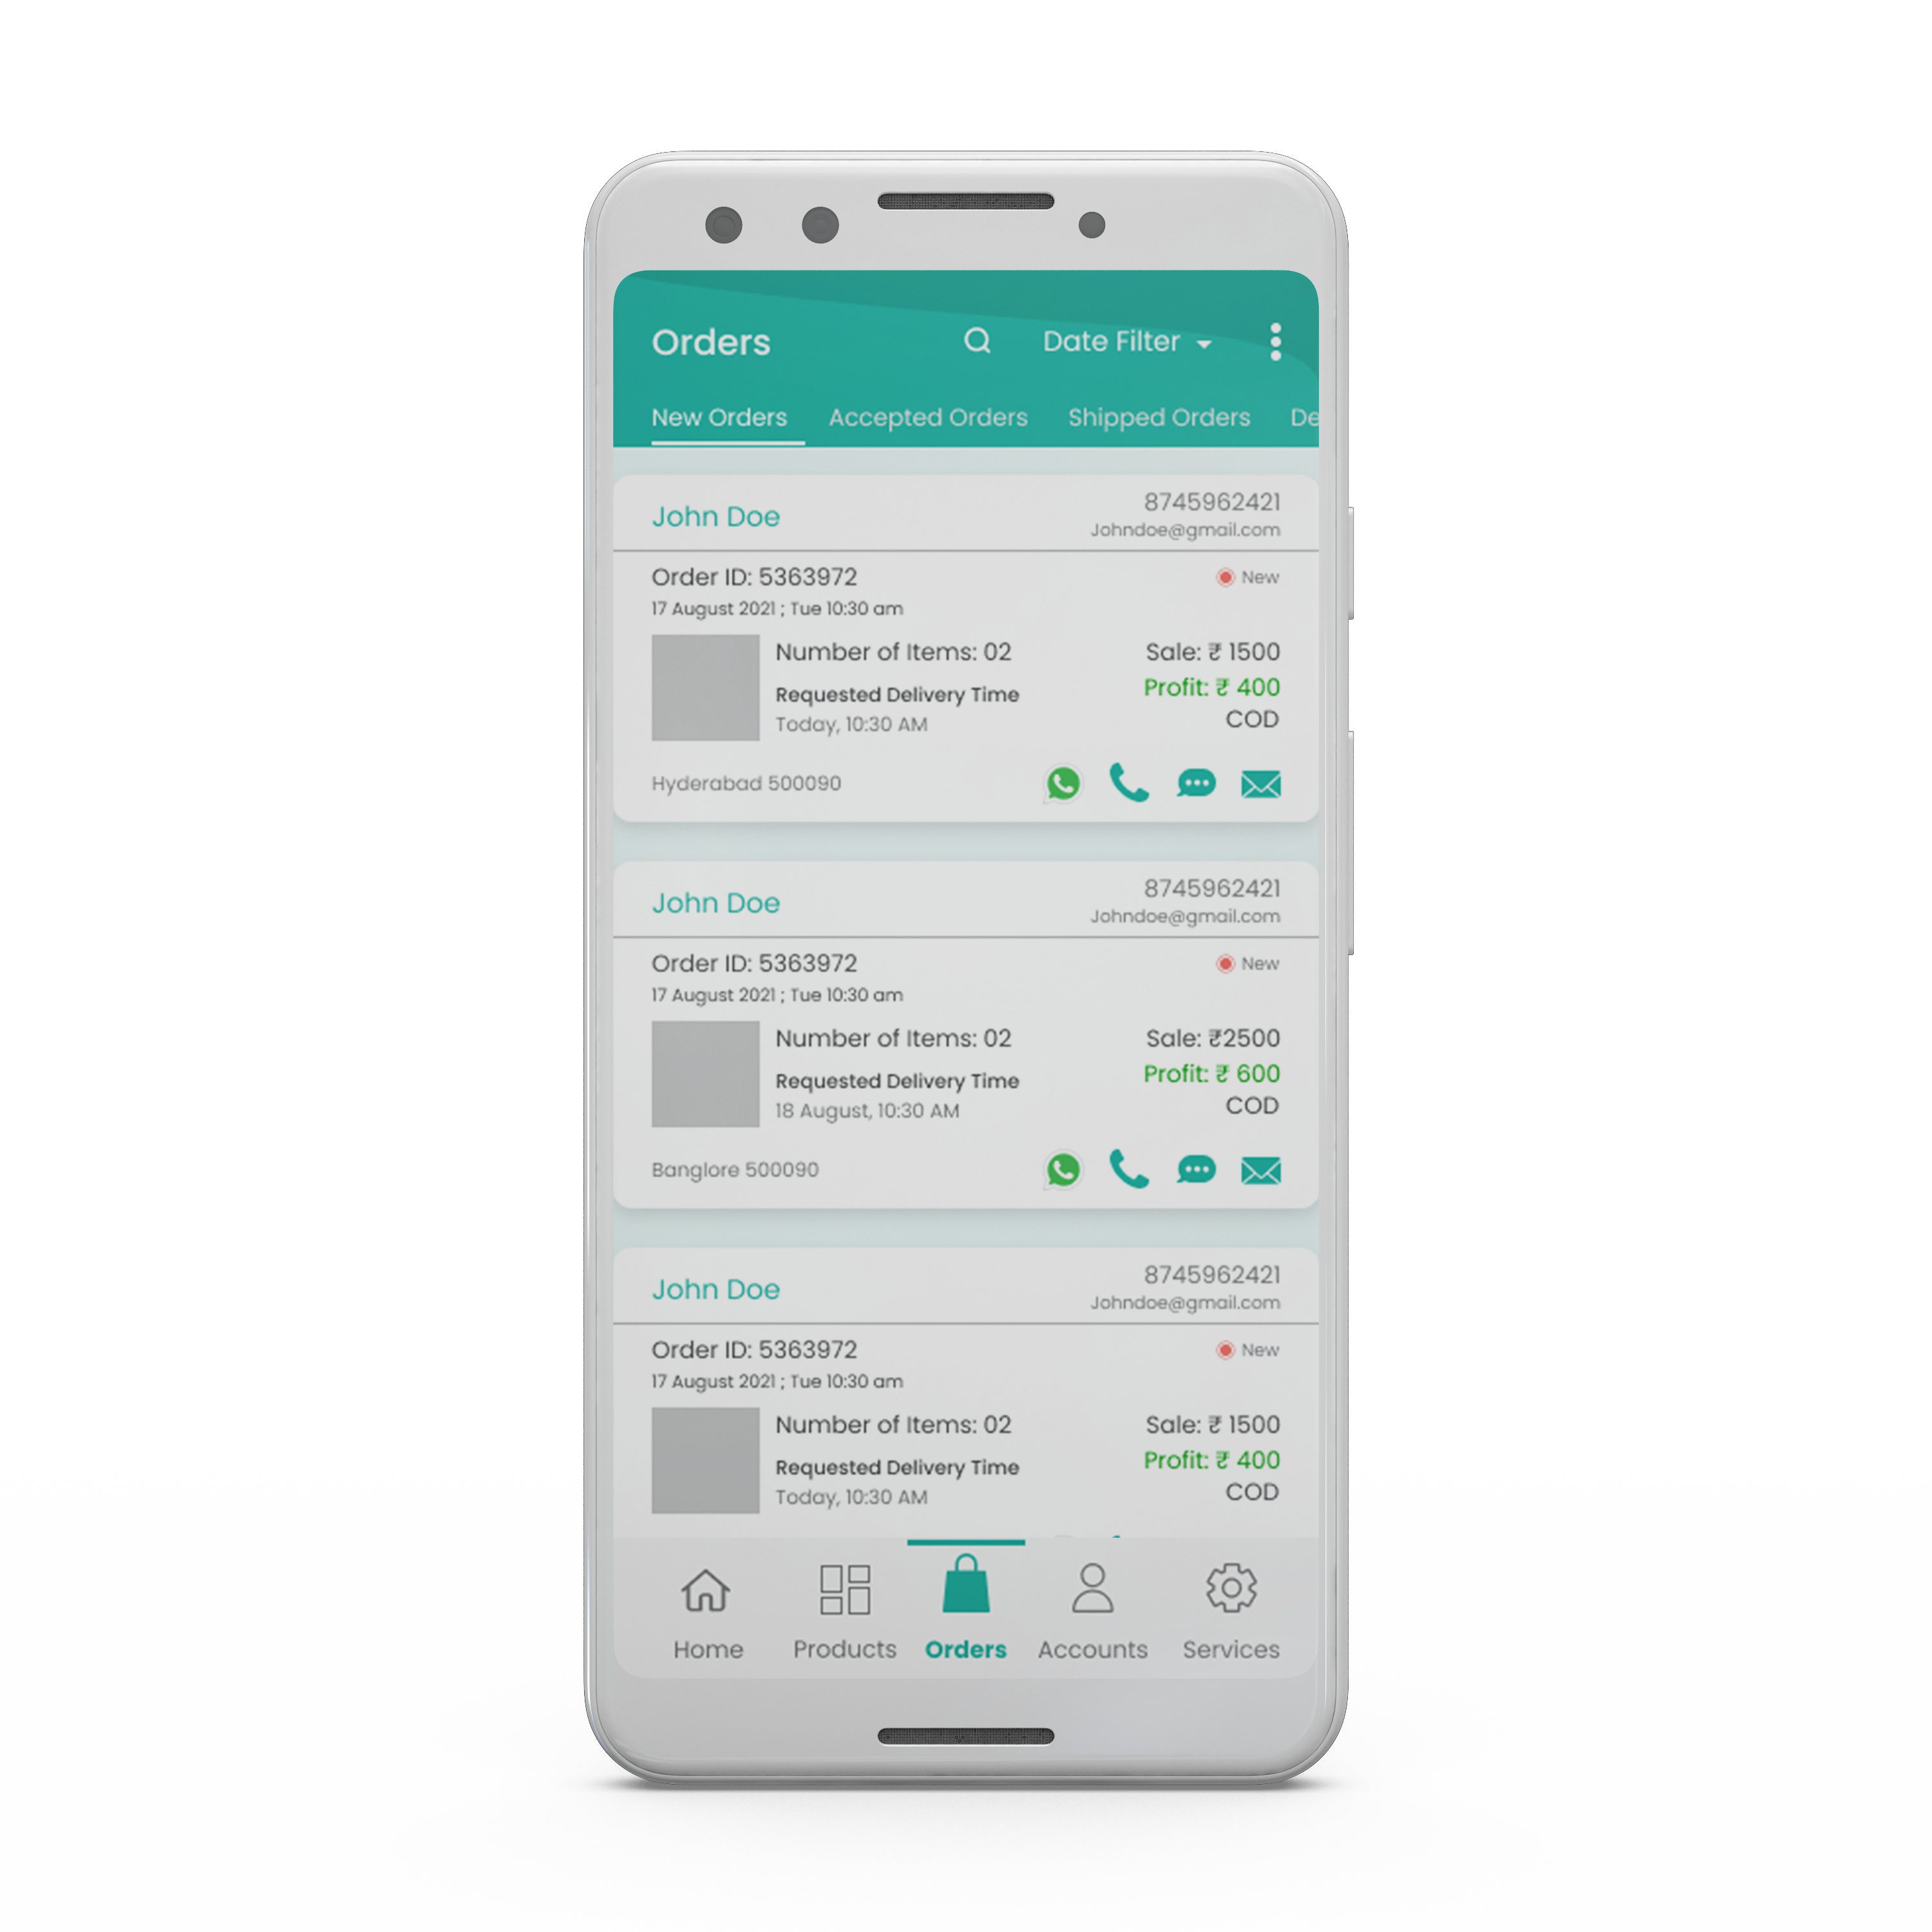 Orders
Date Filter
New Orders Accepted Orders Shipped Orders De
John Doe
8745962421
Johndoe@gmail.com
Order ID: 5363972
New
17 August 2021 ; Tue 10:30 am
Number of Items: 02
Sale: ₹ 1500
Requested Delivery Time
Profit: ₹ 400
Today, 10:30 AM
COD
Hyderabad 500090
John Doe
8745962421
Johndoe@gmail.com
Order ID: 5363972
New
17 August 2021 ; Tue 10:30 am
Number of Items: 02
Sale: ₹2500
Requested Delivery Time
Profit: ₹ 600
18 August, 10:30 AM
COD
Banglore 500090
John Doe
8745962421
Johndoe@gmail.com
Order ID: 5363972
New
17 August 2021 ; Tue 10:30 am
Number of Items: 02
Sale: ₹ 1500
Requested Delivery Time
Profit: ₹ 400
Today, 10:30 AM
COD
Home Products Orders Accounts Services